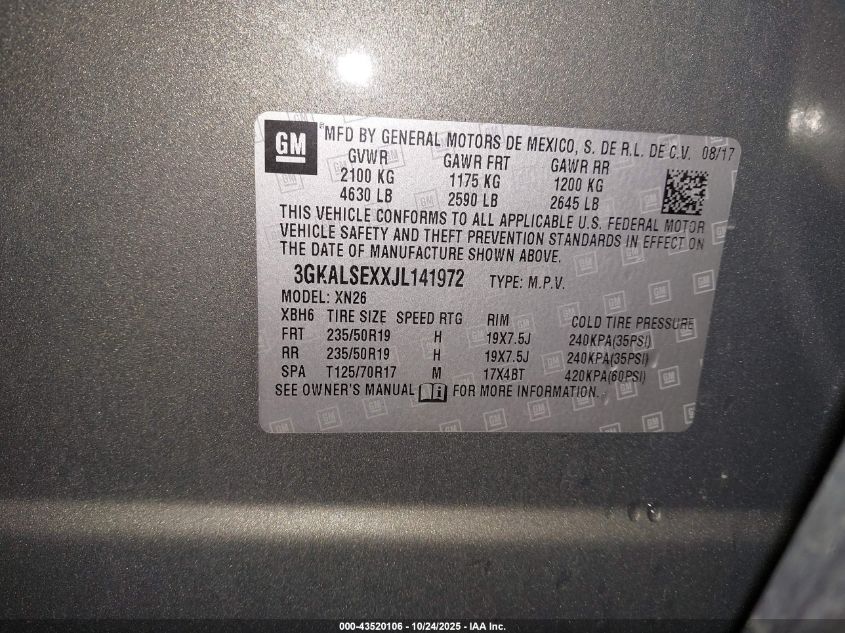 GM ®MFD BY GENERAL MOTORS DE MEXICO, S. DE R.L. DE C.V. 08/17
GVWR GAWR FRT GAWR RR
2100 KG 1175 KG 1200 KG
4630 LB 2590 LB 2645 LB
THIS VEHICLE CONFORMS TO ALL APPLICABLE U.S. FEDERAL MOTOR
VEHICLE SAFETY AND THEFT PREVENTION STANDARDS IN EFFECT ON
THE DATE OF MANUFACTURE SHOWN ABOVE.
3GKALSEXXJL141972 TYPE: M.P.V.
MODEL: XN26
XBH6 TIRE SIZE SPEED RTG RIM COLD TIRE PRESSURE
FRT 235/50R19 H 19X7.5J 240KPA(35PSI)
RR 235/50R19 H 19X7.5J 240KPA(35PSI)
SPA T125/70R17 M 17X4BT 420KPA(60PSI)
SEE OWNER'S MANUAL i FOR MORE INFORMATION.
000-43520106 - 10/24/2025 - IAA Inc.